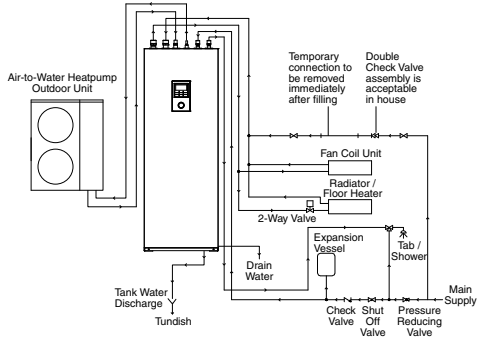 Air-to-Water Heatpump
Outdoor Unit
Temporary
connection to
be removed
immediately
after filling
Double
Check Valve
assembly is
acceptable
in house
Fan Coil Unit
Radiator /
Floor Heater
2-Way Valve
Expansion
Vessel
Tab /
Shower
Drain
Water
Tank Water
Discharge
Tundish
Check
Valve
Shut
Off
Valve
Pressure
Reducing
Valve
Main
Supply